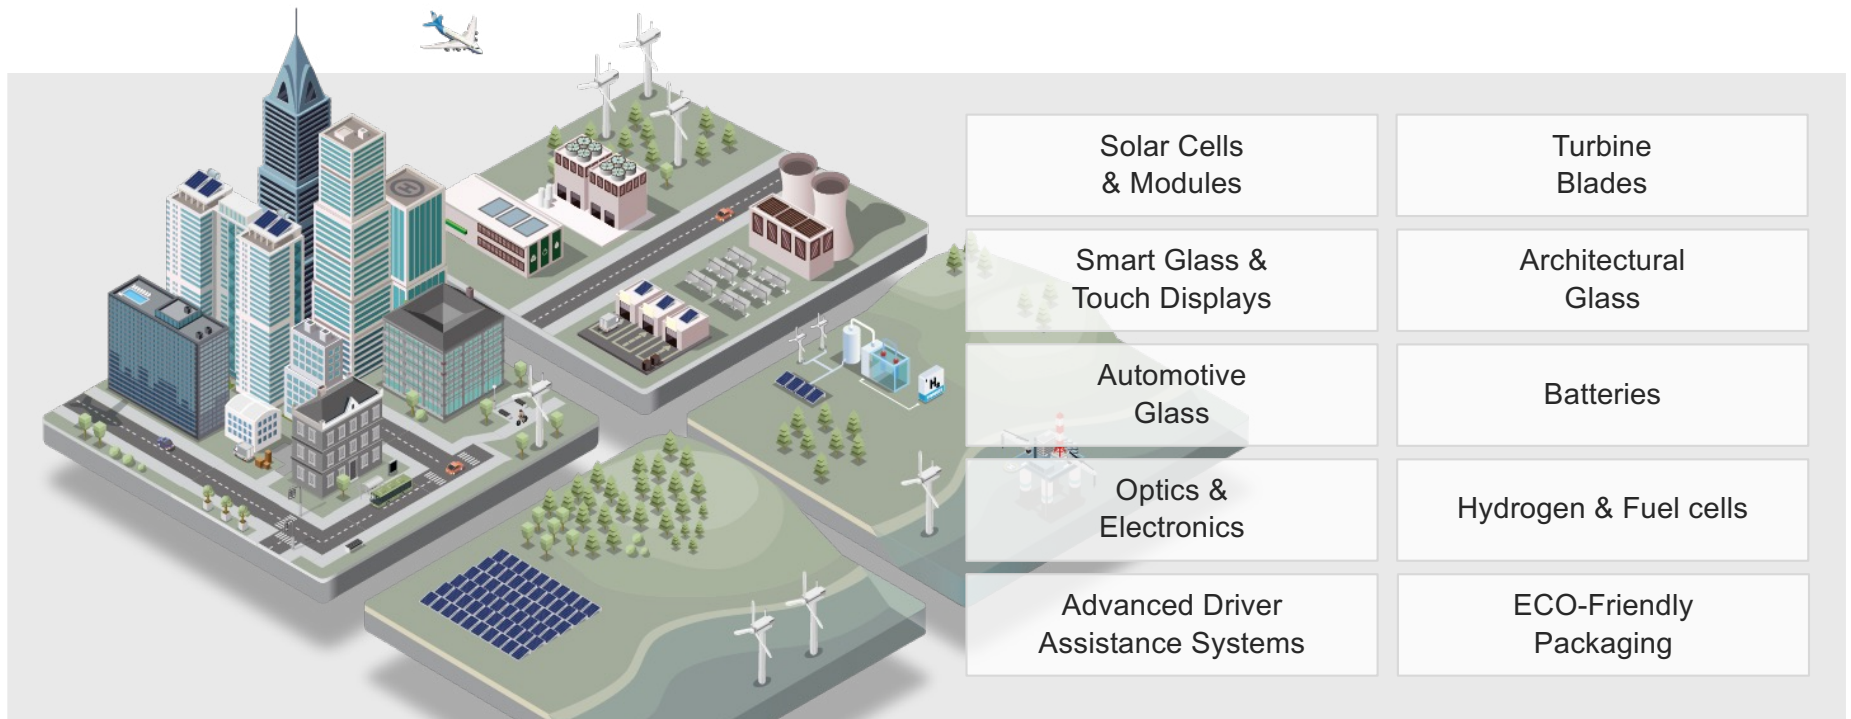 Solar Cells
& Modules
Turbine
Blades
Smart Glass &
Touch Displays
Architectural
Glass
Automotive
Glass
Batteries
Optics &
Electronics
Hydrogen & Fuel cells
Advanced Driver
Assistance Systems
ECO-Friendly
Packaging
H